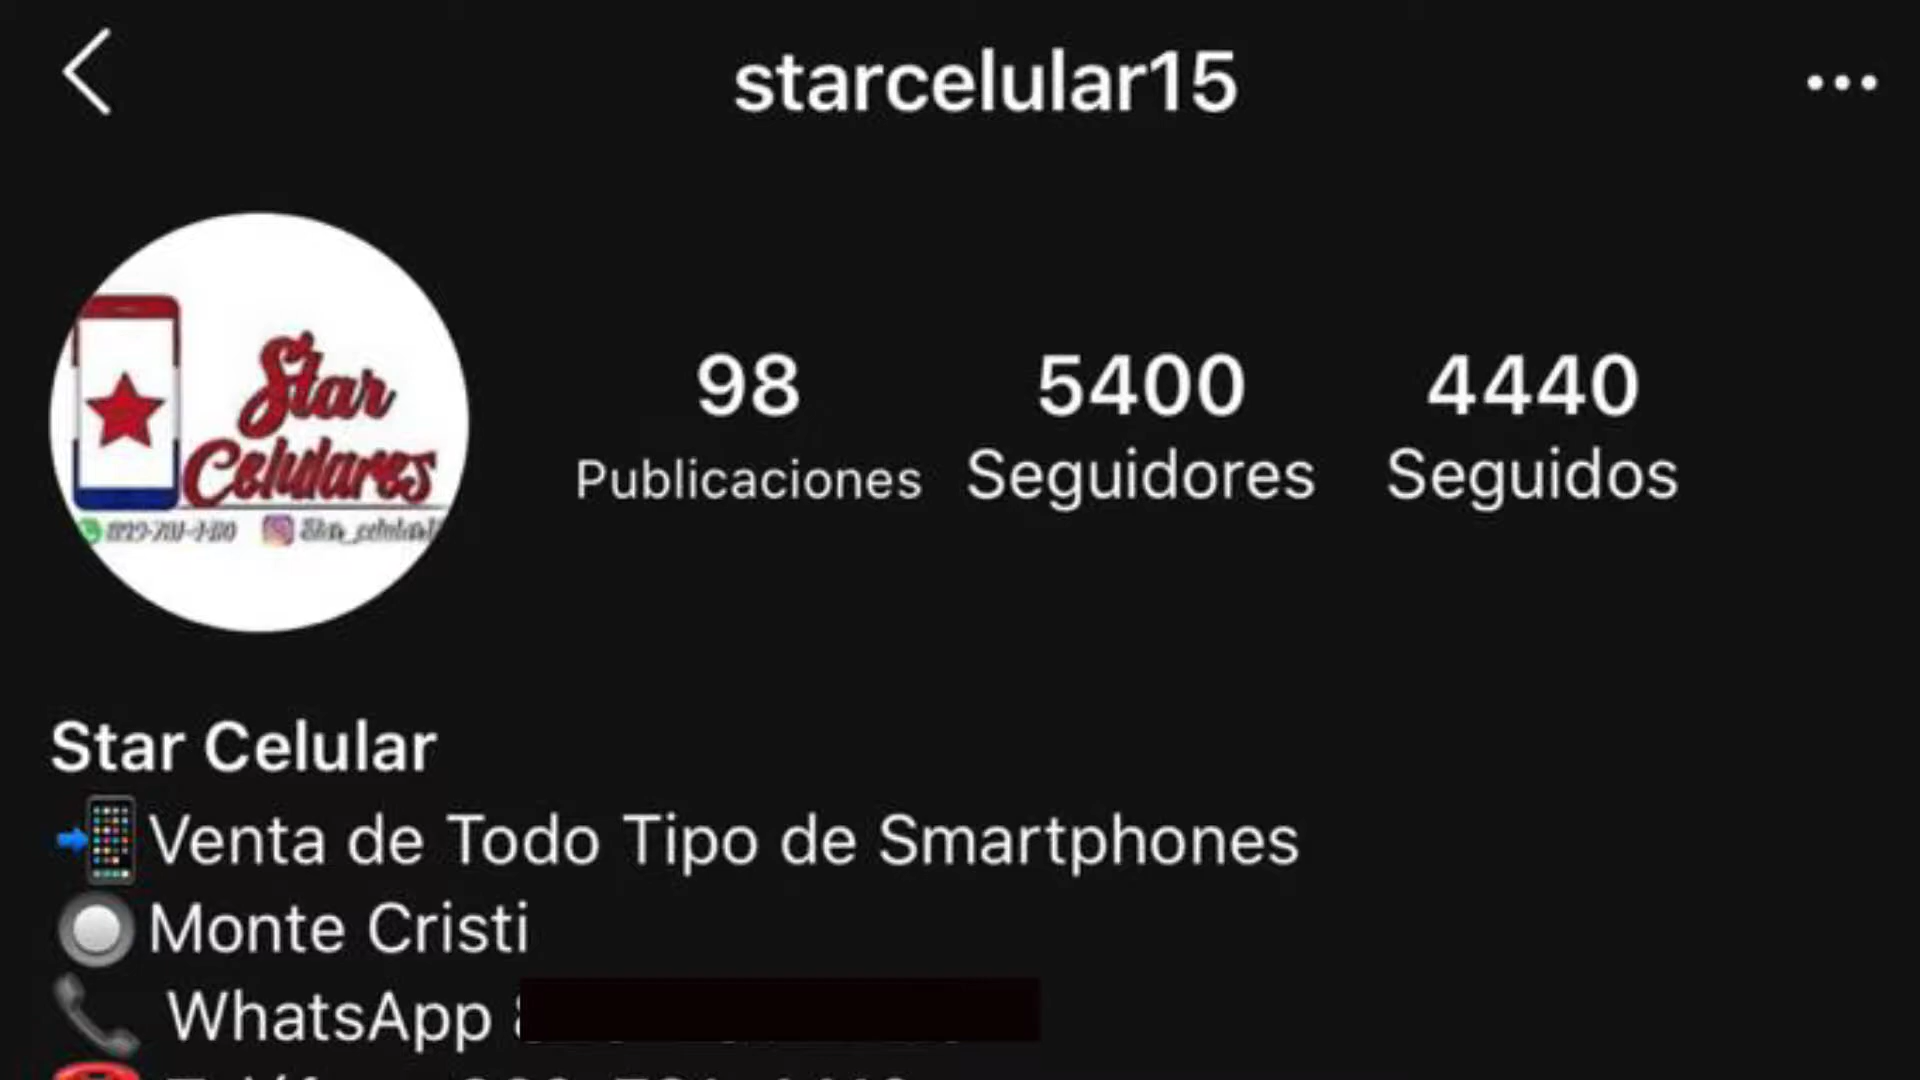 starcelular15
98 5400 4440
Publicaciones Seguidores Seguidos
Star
Celulares
Star Celular
Venta de Todo Tipo de Smartphones
Monte Cristi
WhatsApp